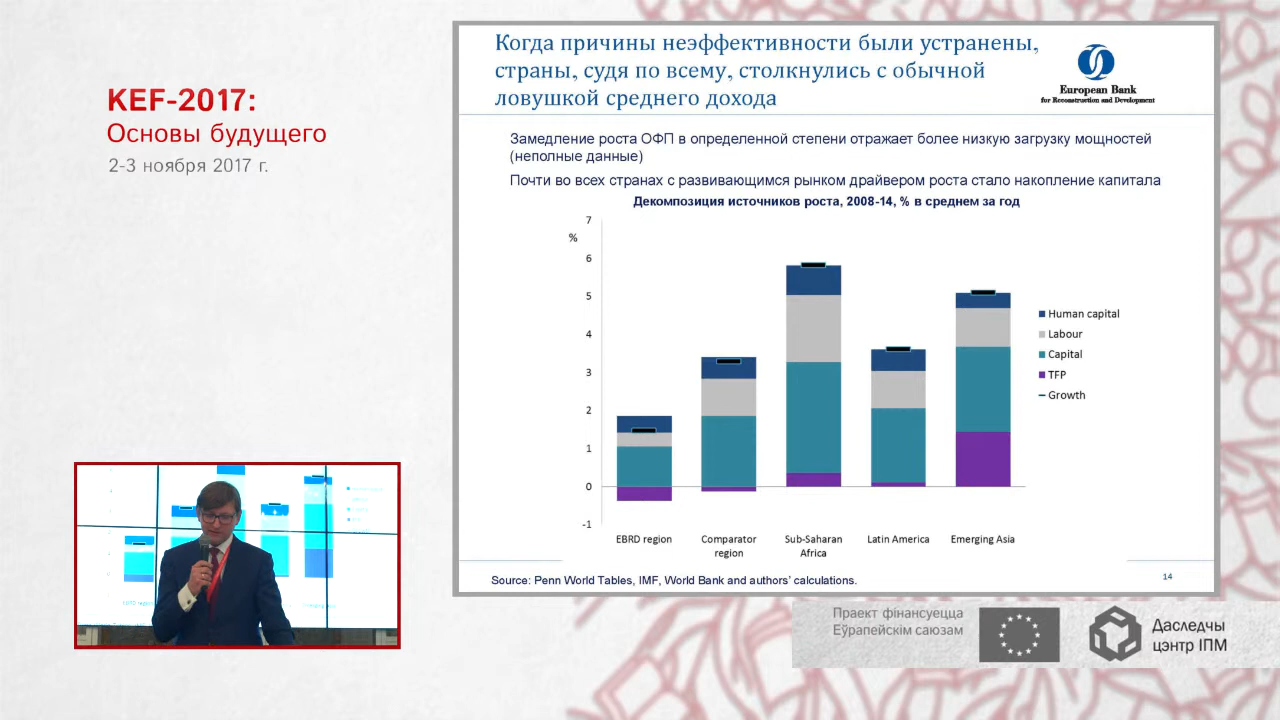 KEF-2017:
Основы будущего
2-3 ноября 2017 г.
Когда причины неэффективности были устранены,
страны, судя по всему, столкнулись с обычной
ловушкой среднего дохода
European Bank
for Reconstruction and Development
Замедление роста ОФП в определенной степени отражает более низкую загрузку мощностей
(неполные данные)
Почти во всех странах с развивающимся рынком драйвером роста стало накопление капитала
Декомпозиция источников роста, 2008-14, % в среднем за год
%
7
6
5
4
3
2
1
0
-1
EBRD region
Comparator
region
Sub-Saharan
Africa
Latin America
Emerging Asia
Human capital
Labour
Capital
TFP
Growth
Source: Penn World Tables, IMF, World Bank and authors' calculations.
14
Праект фінансуецца
Еўрапейскім саюзам
Даследчы
цэнтр ІПМ